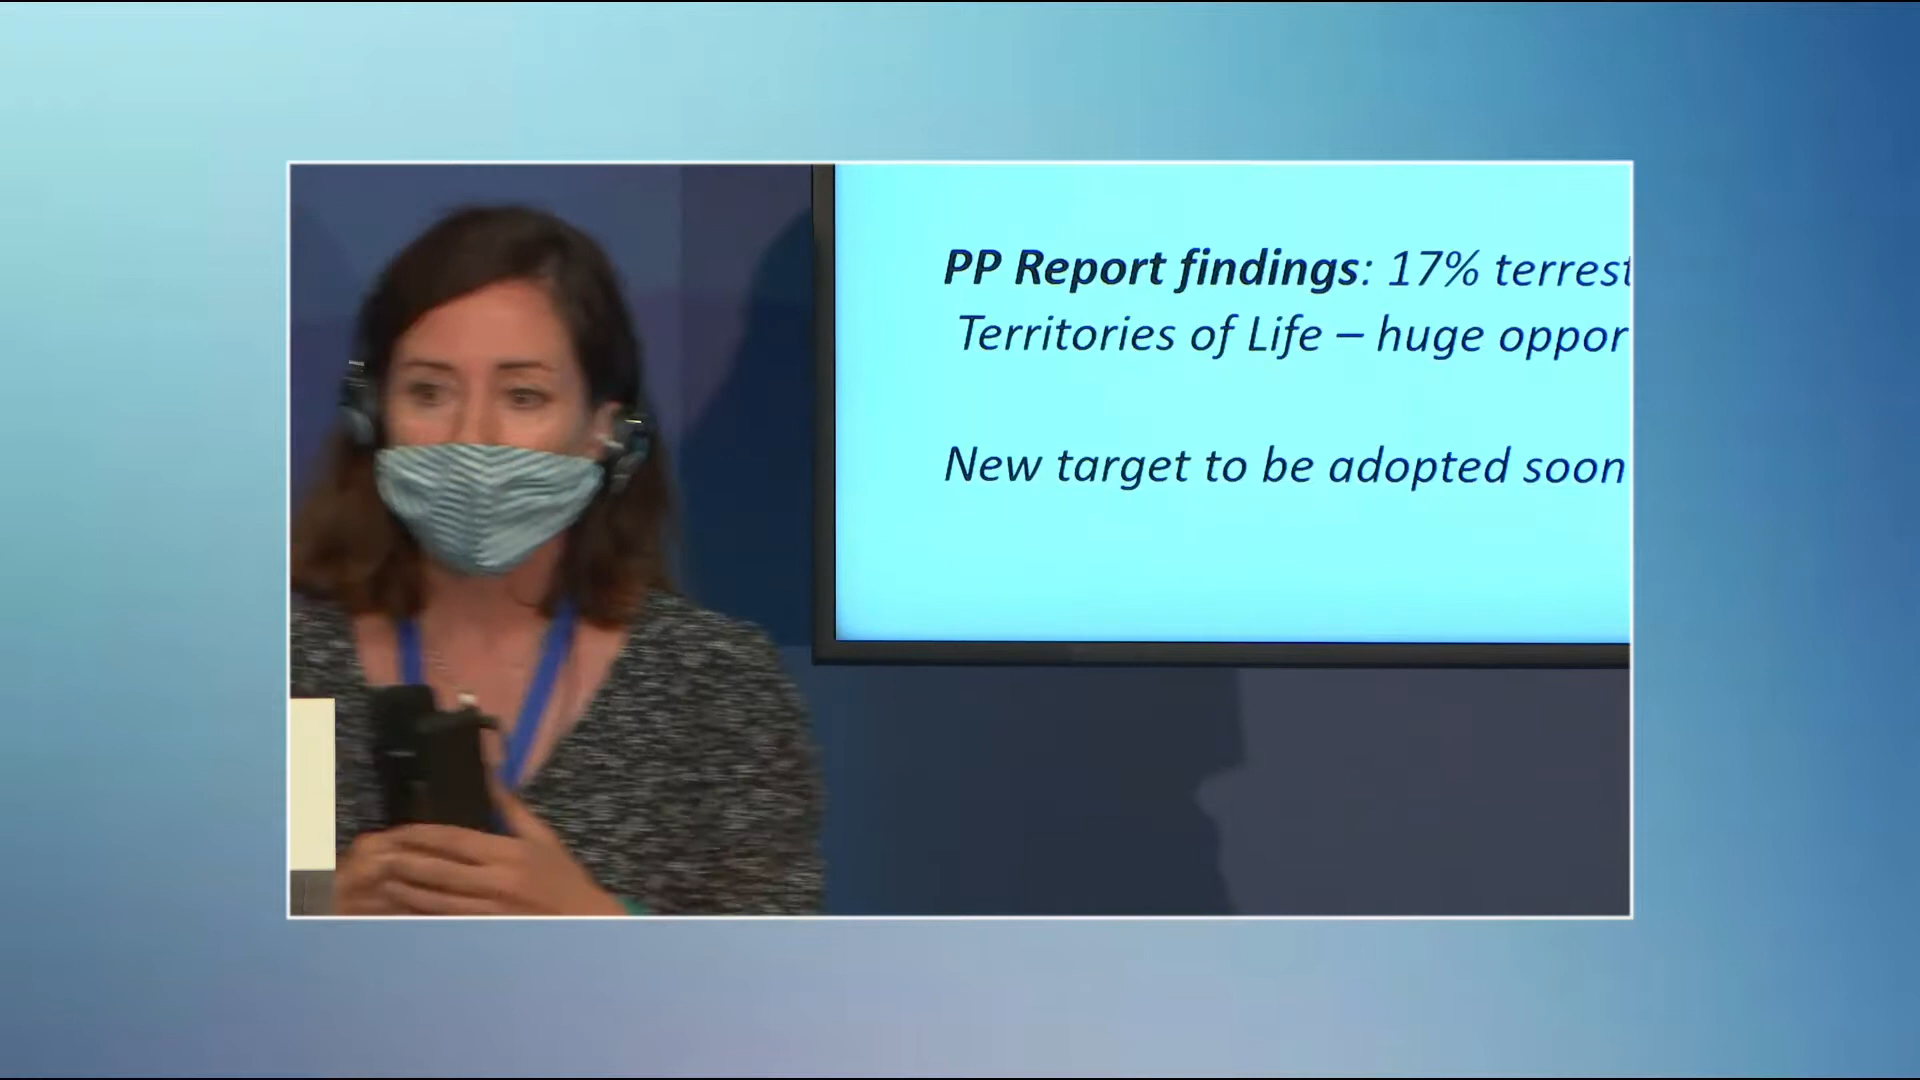 PP Report findings: 17% terrest
Territories of Life – huge oppor
New target to be adopted soon